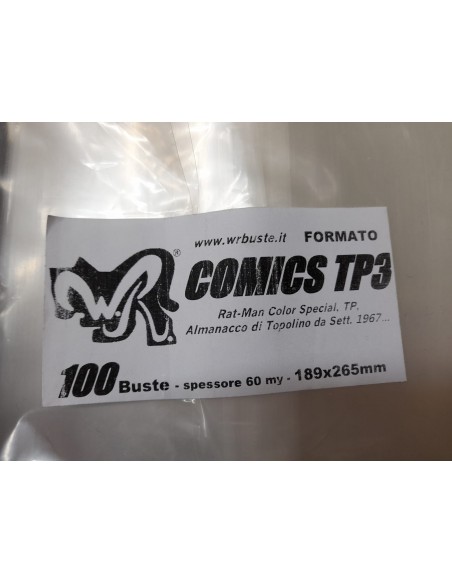 www.wrbuste.it FORMATO
W.R. ®
COMICS TP3
Rat-Man Color Special, TP,
Almanacco di Topolino da Sett. 1967...
100 Buste - spessore 60 my - 189x265mm